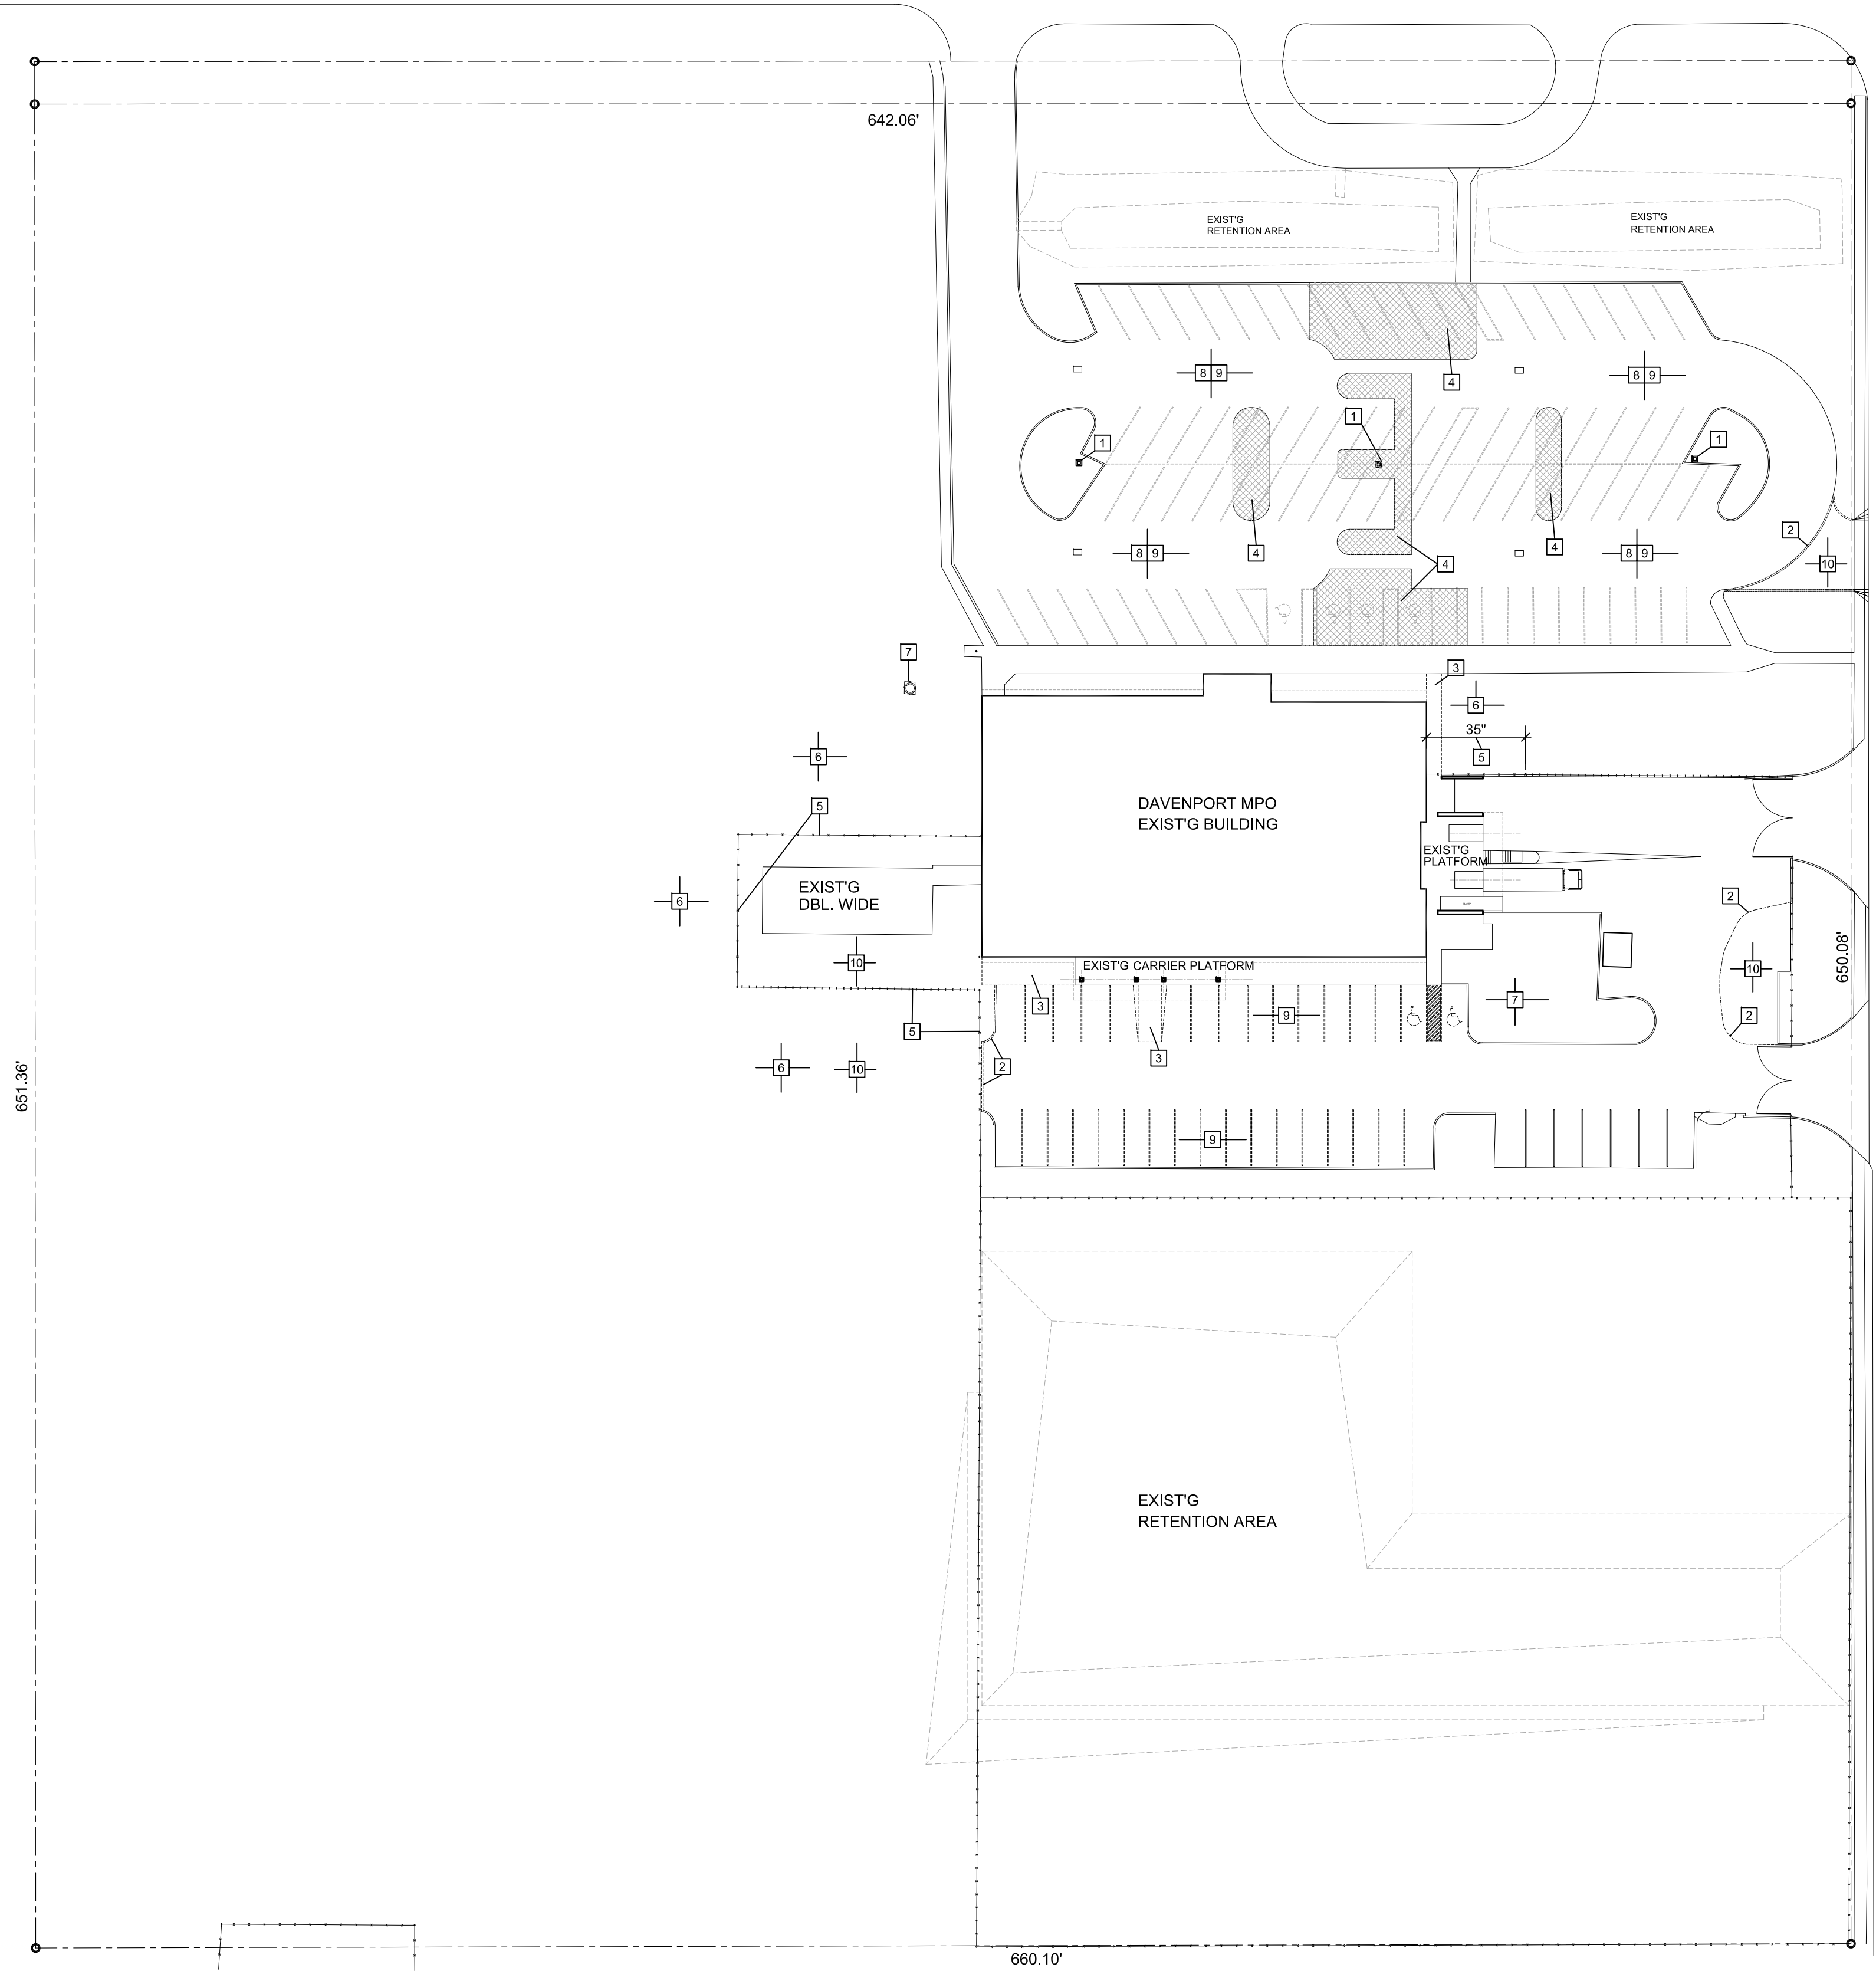 642.06'
EXIST'G
RETENTION AREA
EXIST'G
RETENTION AREA
8 9
8 9
4
1
1
1
2
4
4
4
8 9
8 9
10
7
3
6
35"
5
6
5
DAVENPORT MPO
EXIST'G BUILDING
EXIST'G
PLATFORM
EXIST'G
DBL. WIDE
6
2
650.08'
10
10
EXIST'G CARRIER PLATFORM
3
7
9
2
5
3
2
6
10
651.36'
9
EXIST'G
RETENTION AREA
660.10'